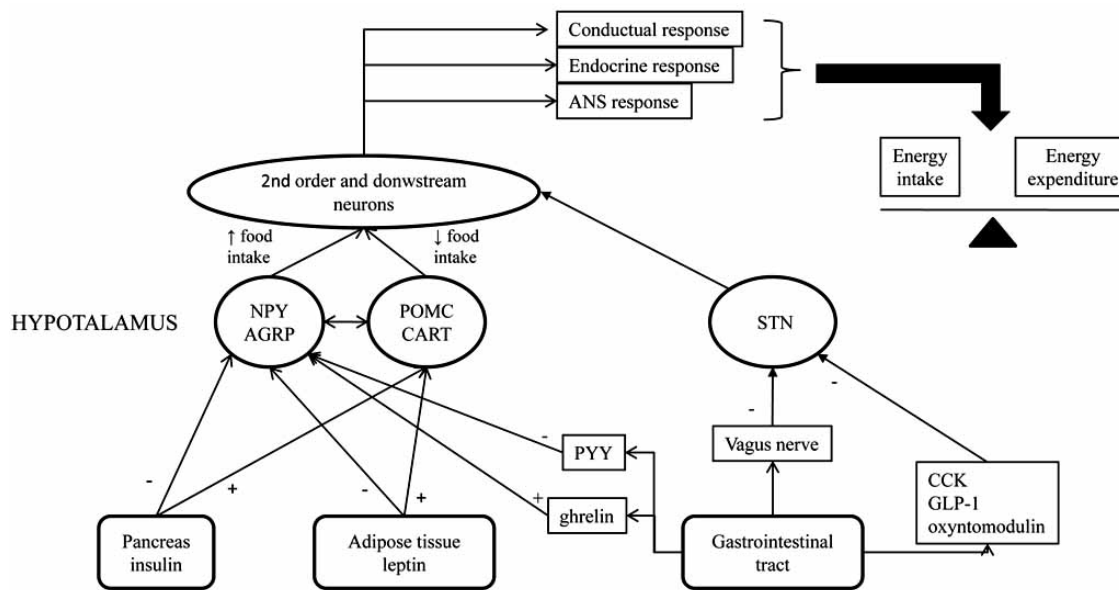 Conductual response
Endocrine response
ANS response
Energy
intake
Energy
expenditure
2nd order and donwstream
neurons
↑ food
intake
↓ food
intake
HYPOTALAMUS
NPY
AGRP
POMC
CART
STN
-
-
-
PYY
Vagus nerve
CCK
GLP-1
oxyntomodulin
-
+
-
+
+
ghrelin
Pancreas
insulin
Adipose tissue
leptin
Gastrointestinal
tract